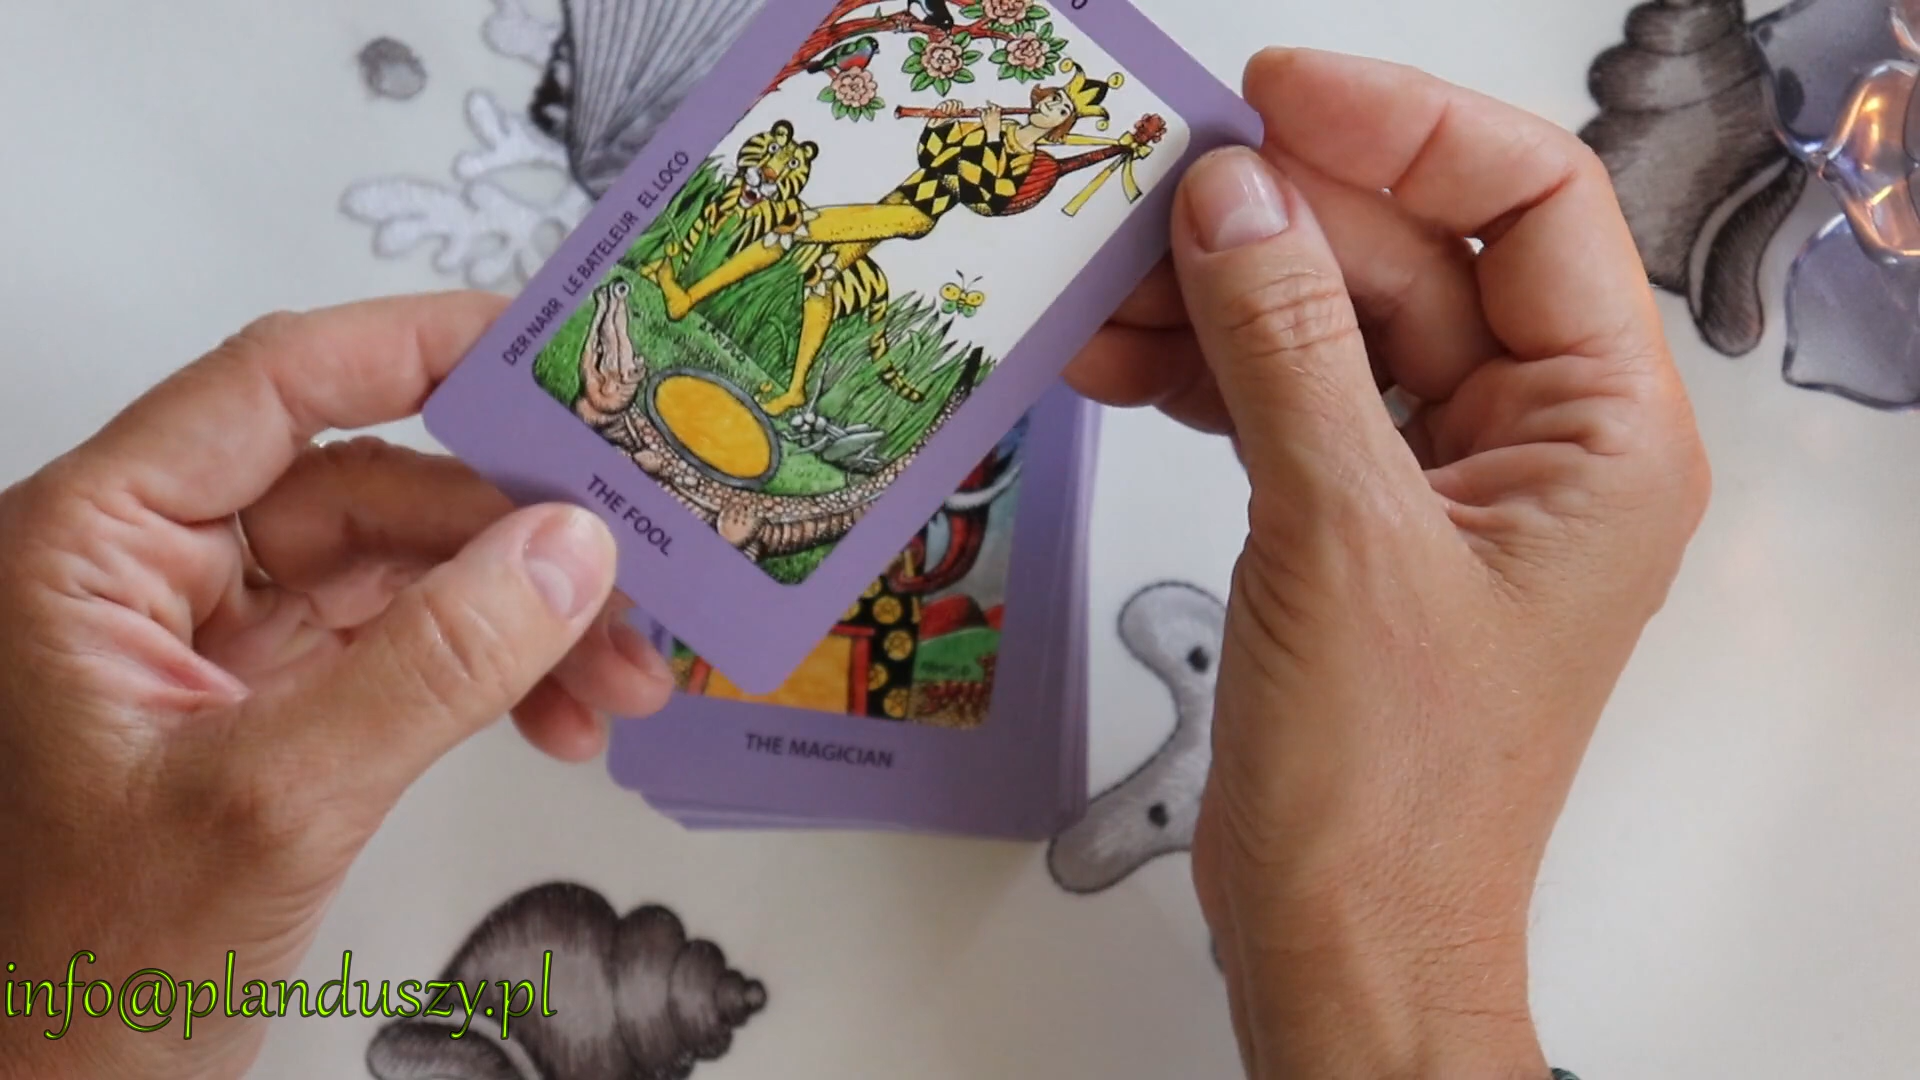 DER NARR LE BATELEUR EL LOCO
THE FOOL
THE MAGICIAN
info@planduszy.pl